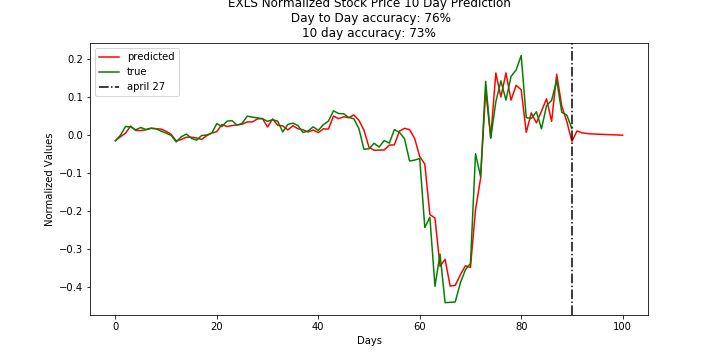 EXLS Normalized Stock Price 10 Day Prediction
Day to Day accuracy: 76%
10 day accuracy: 73%
predicted
true
april 27
Normalized Values
0.2
0.1
0.0
−0.1
−0.2
−0.3
−0.4
0
20
40
60
80
100
Days